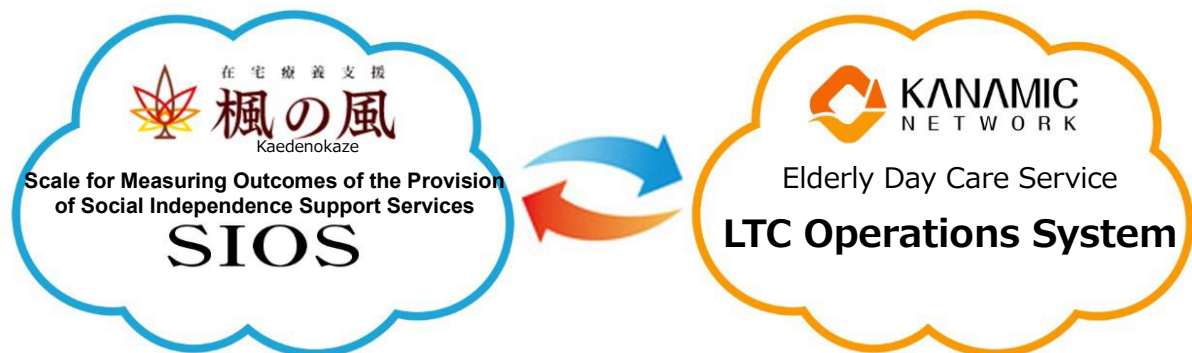 在宅療養支援
楓の風
Kaedenokaze
Scale for Measuring Outcomes of the Provision
of Social Independence Support Services
SIOS
KANAMIC
NETWORK
Elderly Day Care Service
LTC Operations System